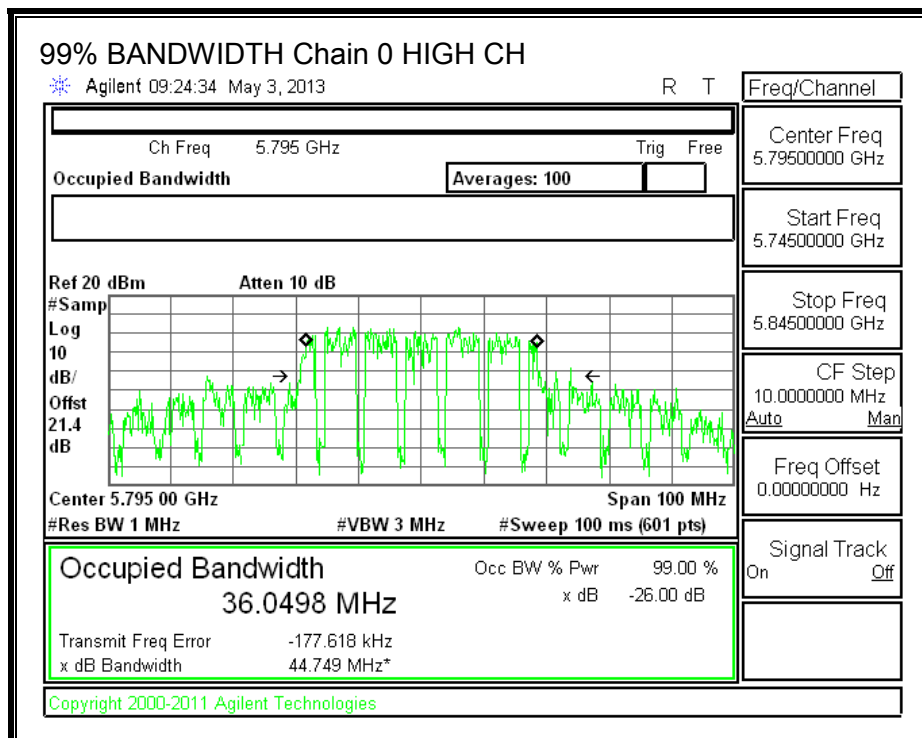 99% BANDWIDTH Chain 0 HIGH CH
Agilent 09:24:34 May 3, 2013 R T
Ch Freq 5.795 GHz Trig Free
Occupied Bandwidth Averages: 100
Ref 20 dBm Atten 10 dB
#Samp
Log
10
dB/
Offst
21.4
dB
Center 5.795 00 GHz Span 100 MHz
#Res BW 1 MHz #VBW 3 MHz #Sweep 100 ms (601 pts)
Occupied Bandwidth Occ BW % Pwr 99.00 %
36.0498 MHz x dB -26.00 dB
Transmit Freq Error -177.618 kHz
x dB Bandwidth 44.749 MHz*
Copyright 2000-2011 Agilent Technologies
Freq/Channel
Center Freq
5.79500000 GHz
Start Freq
5.74500000 GHz
Stop Freq
5.84500000 GHz
CF Step
10.0000000 MHz
Auto Man
Freq Offset
0.00000000 Hz
Signal Track
On Off